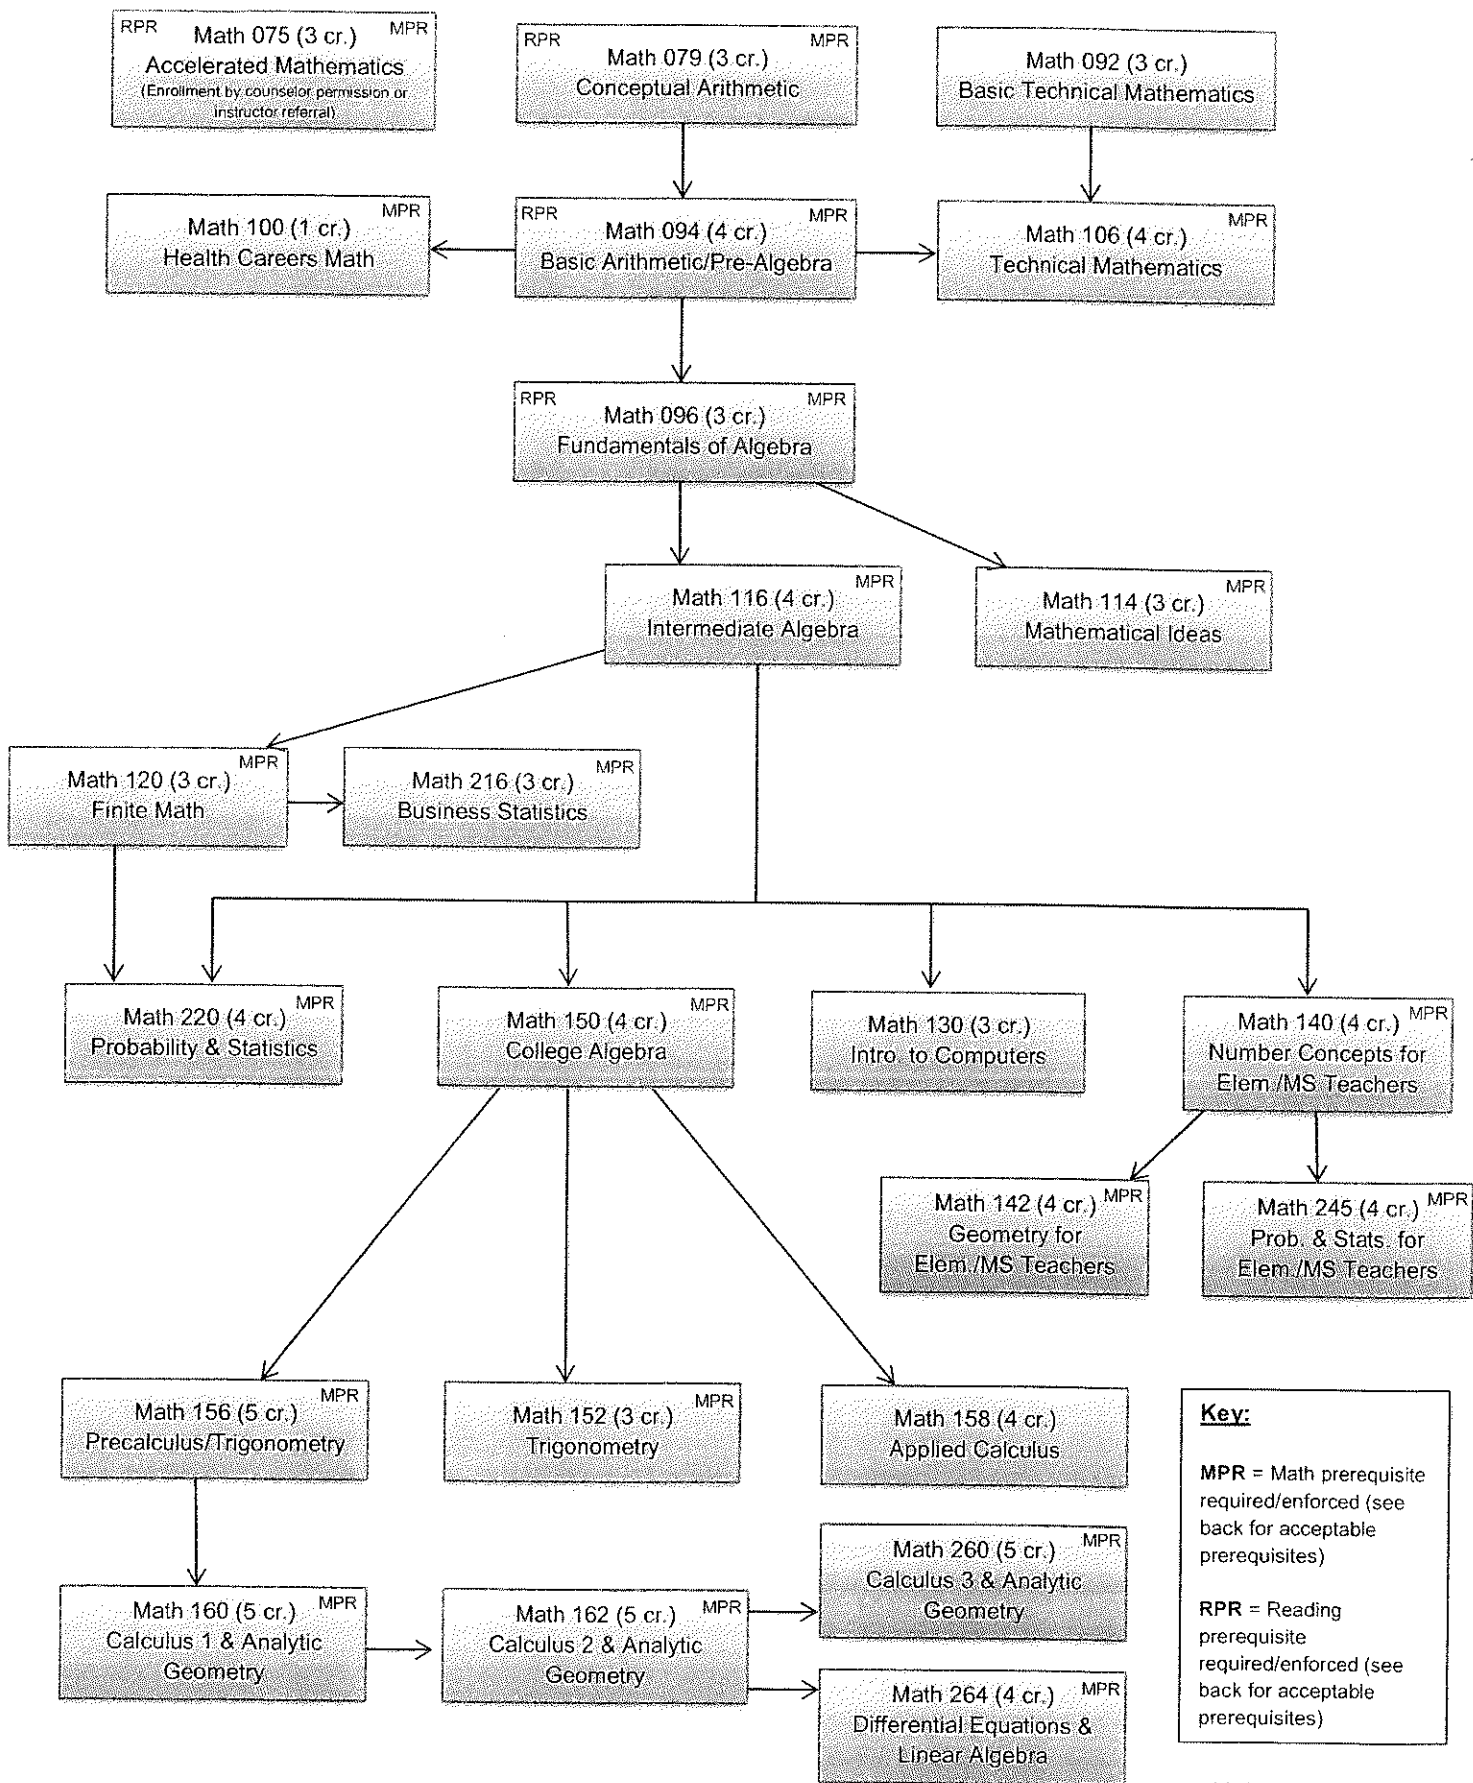 RPR Math 075 (3 cr.) MPR
Accelerated Mathematics
(Enrollment by counselor permission or
instructor referral)
RPR Math 079 (3 cr.) MPR
Conceptual Arithmetic
Math 092 (3 cr.)
Basic Technical Mathematics
Math 100 (1 cr.) MPR
Health Careers Math
RPR Math 094 (4 cr.) MPR
Basic Arithmetic/Pre-Algebra
Math 106 (4 cr.) MPR
Technical Mathematics
RPR Math 096 (3 cr.) MPR
Fundamentals of Algebra
Math 116 (4 cr.) MPR
Intermediate Algebra
Math 114 (3 cr.) MPR
Mathematical Ideas
Math 120 (3 cr.) MPR
Finite Math
Math 216 (3 cr.) MPR
Business Statistics
Math 220 (4 cr.) MPR
Probability & Statistics
Math 150 (4 cr.) MPR
College Algebra
Math 130 (3 cr.)
Intro. to Computers
Math 140 (4 cr.) MPR
Number Concepts for
Elem./MS Teachers
Math 142 (4 cr.) MPR
Geometry for
Elem./MS Teachers
Math 245 (4 cr.) MPR
Prob. & Stats. for
Elem./MS Teachers
Math 156 (5 cr.) MPR
Precalculus/Trigonometry
Math 152 (3 cr.) MPR
Trigonometry
Math 158 (4 cr.)
Applied Calculus
Math 160 (5 cr.) MPR
Calculus 1 & Analytic
Geometry
Math 162 (5 cr.) MPR
Calculus 2 & Analytic
Geometry
Math 260 (5 cr.) MPR
Calculus 3 & Analytic
Geometry
Math 264 (4 cr.) MPR
Differential Equations &
Linear Algebra
Key:
MPR = Math prerequisite
required/enforced (see
back for acceptable
prerequisites)
RPR = Reading
prerequisite
required/enforced (see
back for acceptable
prerequisites)